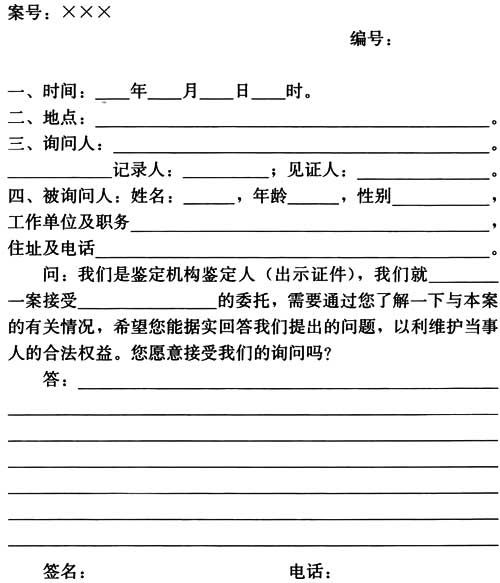 案号：×××
编号：
一、时间：____年____月____日____时。
二、地点：________________________________________。
三、询问人：______________________________________。
____________记录人：__________；见证人：____________。
四、被询问人：姓名：______，年龄______，性别__________，
工作单位及职务____________________________________，
住址及电话________________________________________。
问：我们是鉴定机构鉴定人（出示证件），我们就________
一案接受________________的委托，需要通过您了解一下与本案
的有关情况，希望您能据实回答我们提出的问题，以利维护当事
人的合法权益。您愿意接受我们的询问吗？
答：________________________________________________
签名： 电话：